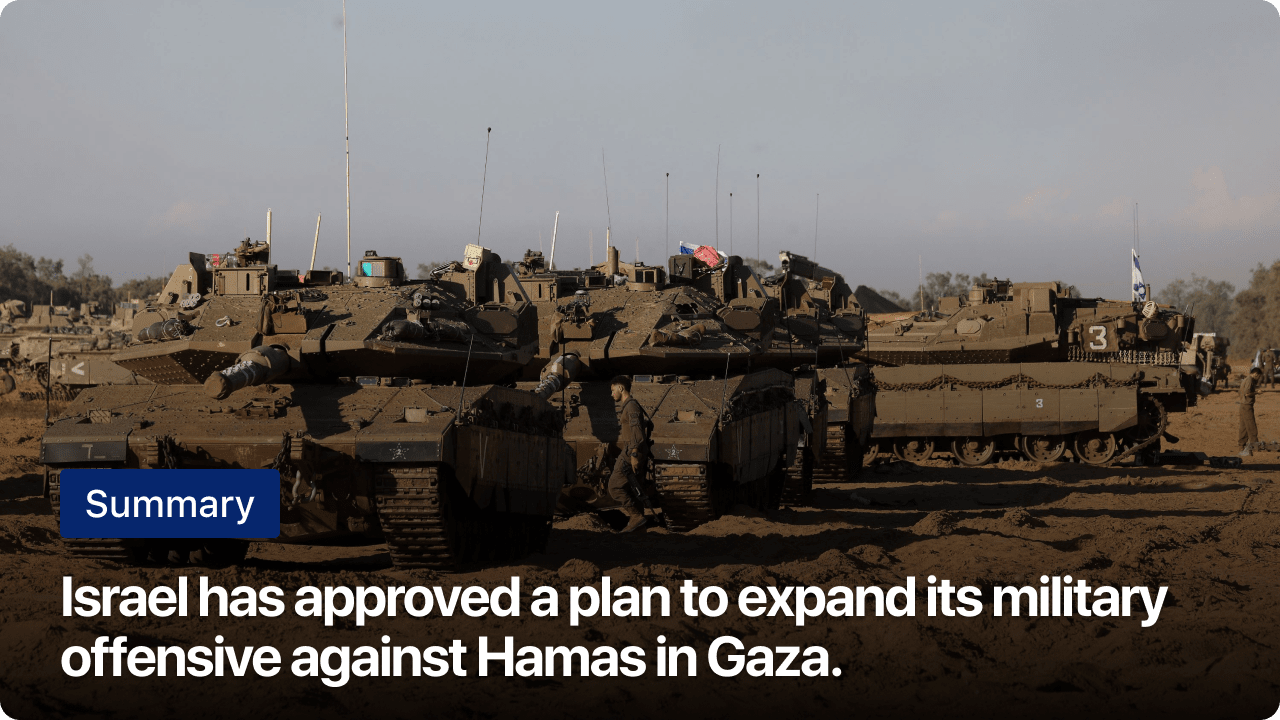 3
3
Summary
Israel has approved a plan to expand its military
offensive against Hamas in Gaza.